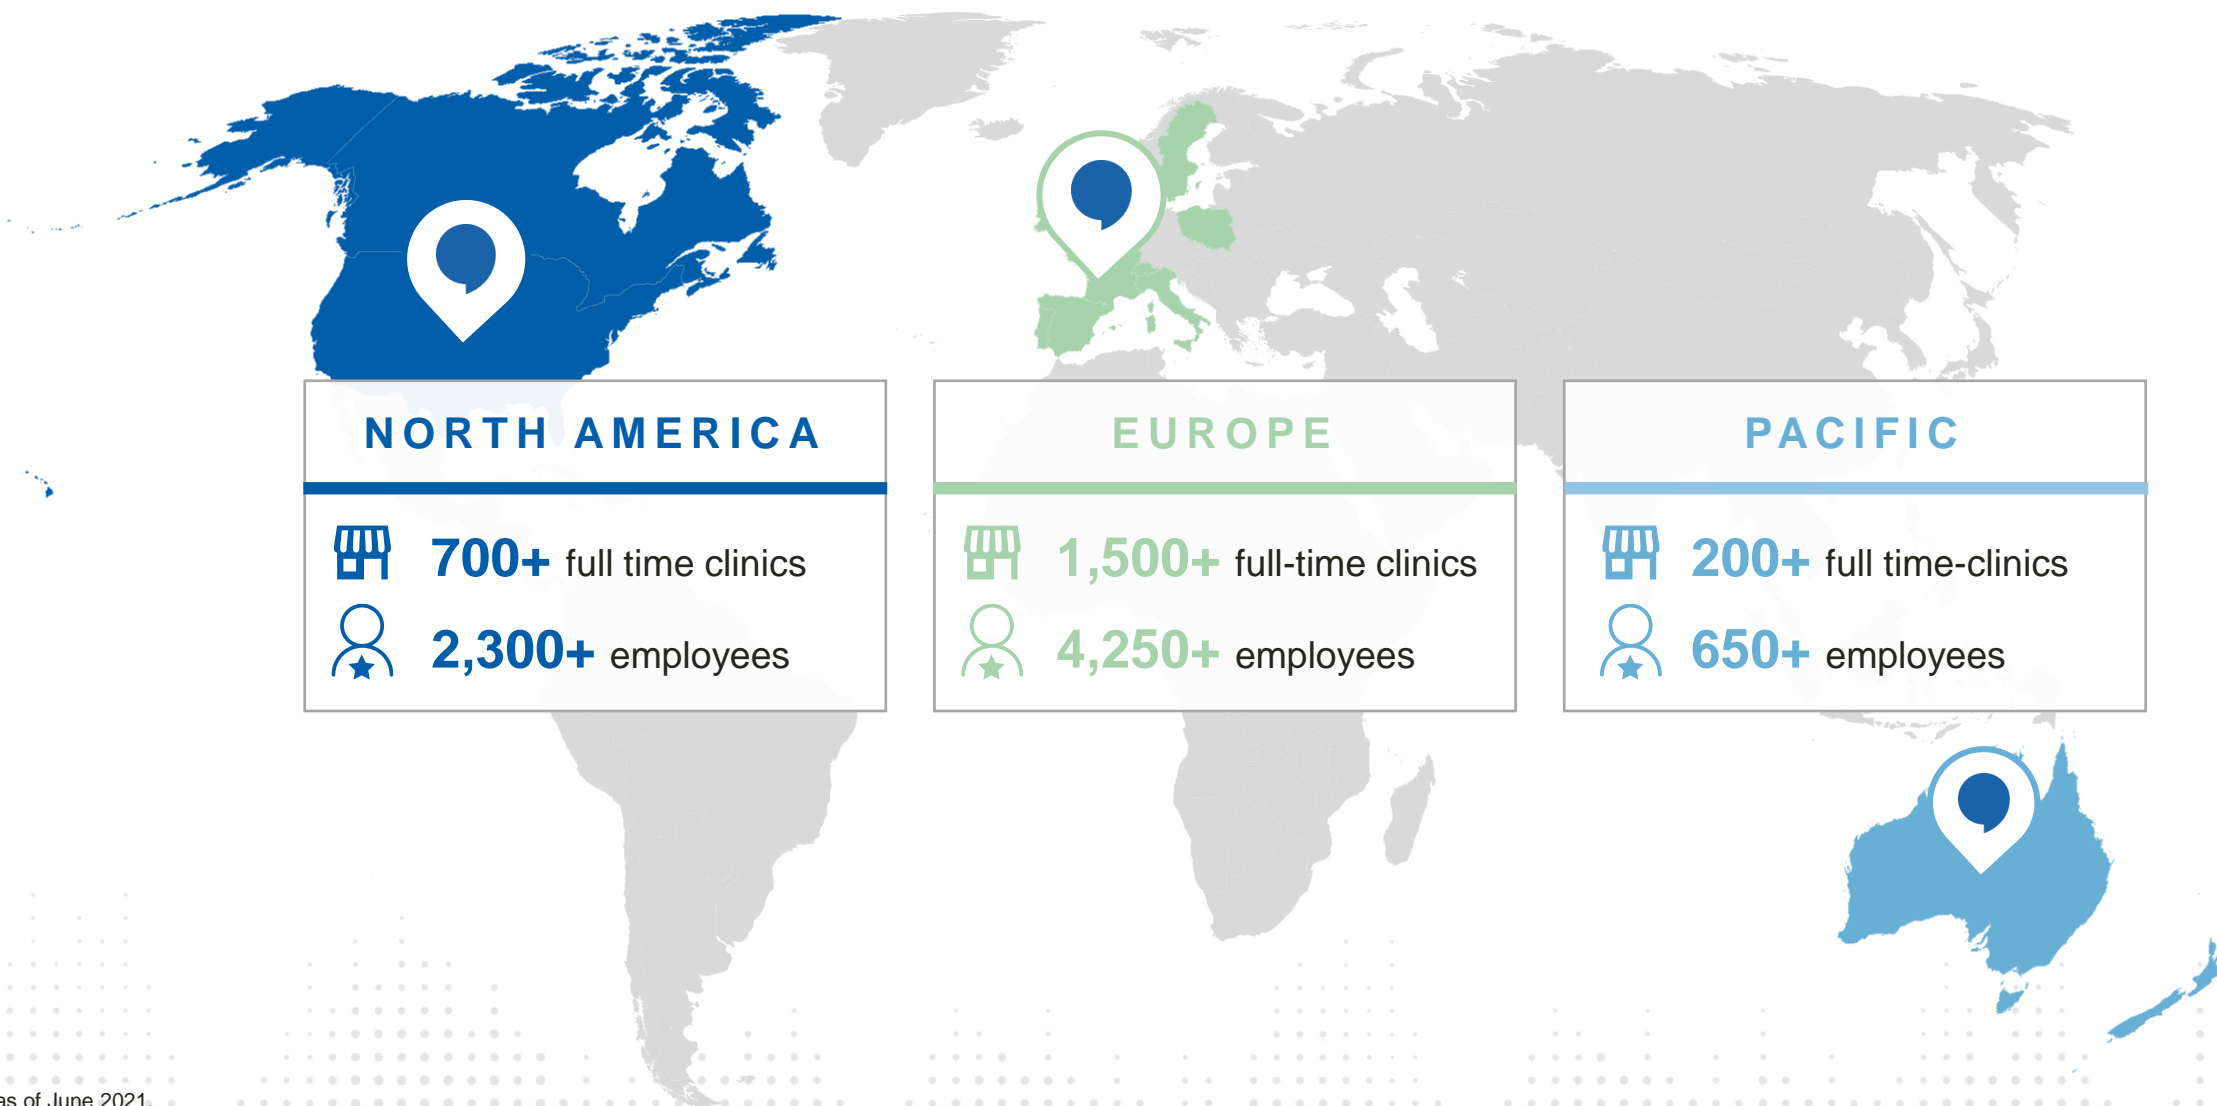 NORTH AMERICA
700+ full time clinics
2,300+ employees
EUROPE
1,500+ full-time clinics
4,250+ employees
PACIFIC
200+ full time-clinics
650+ employees
as of June 2021.